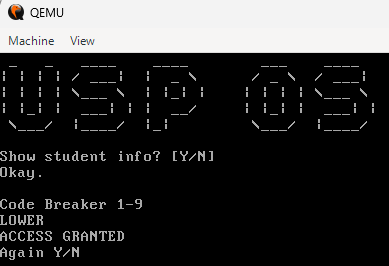 QEMU
Machine View
USP OS
Show student info? [Y/N]
Okay.
Code Breaker 1-9
LOWER
ACCESS GRANTED
Again Y/N